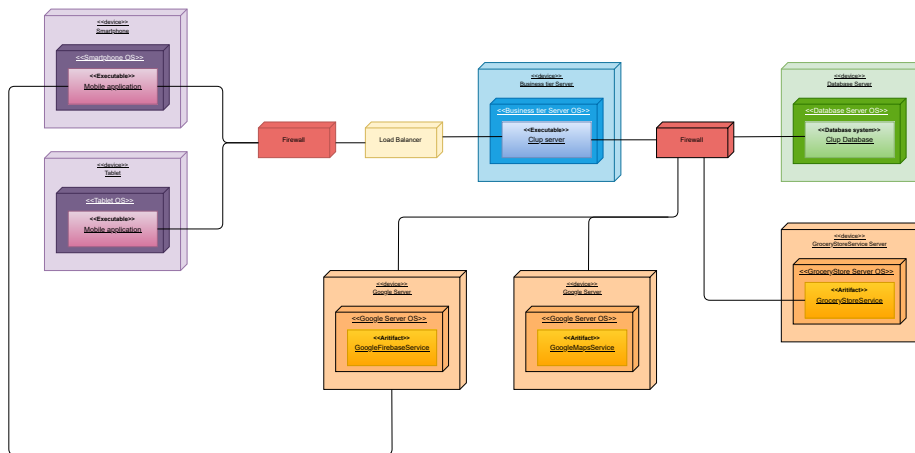 <<device>>
Smartphone
<<Smartphone OS>>
<<Executable>>
Mobile application
<<device>>
Tablet
<<Tablet OS>>
<<Executable>>
Mobile application
Firewall
Load Balancer
<<device>>
Business tier Server
<<Business tier Server OS>>
<<Executable>>
Clup server
Firewall
<<device>>
Database Server
<<Database Server OS>>
<<Database system>>
Clup Database
<<device>>
GroceryStoreService Server
<<GroceryStore Server OS>>
<<Aritifact>>
GroceryStoreService
<<device>>
Google Server
<<Google Server OS>>
<<Aritifact>>
GoogleFirebaseService
<<device>>
Google Server
<<Google Server OS>>
<<Aritifact>>
GoogleMapsService